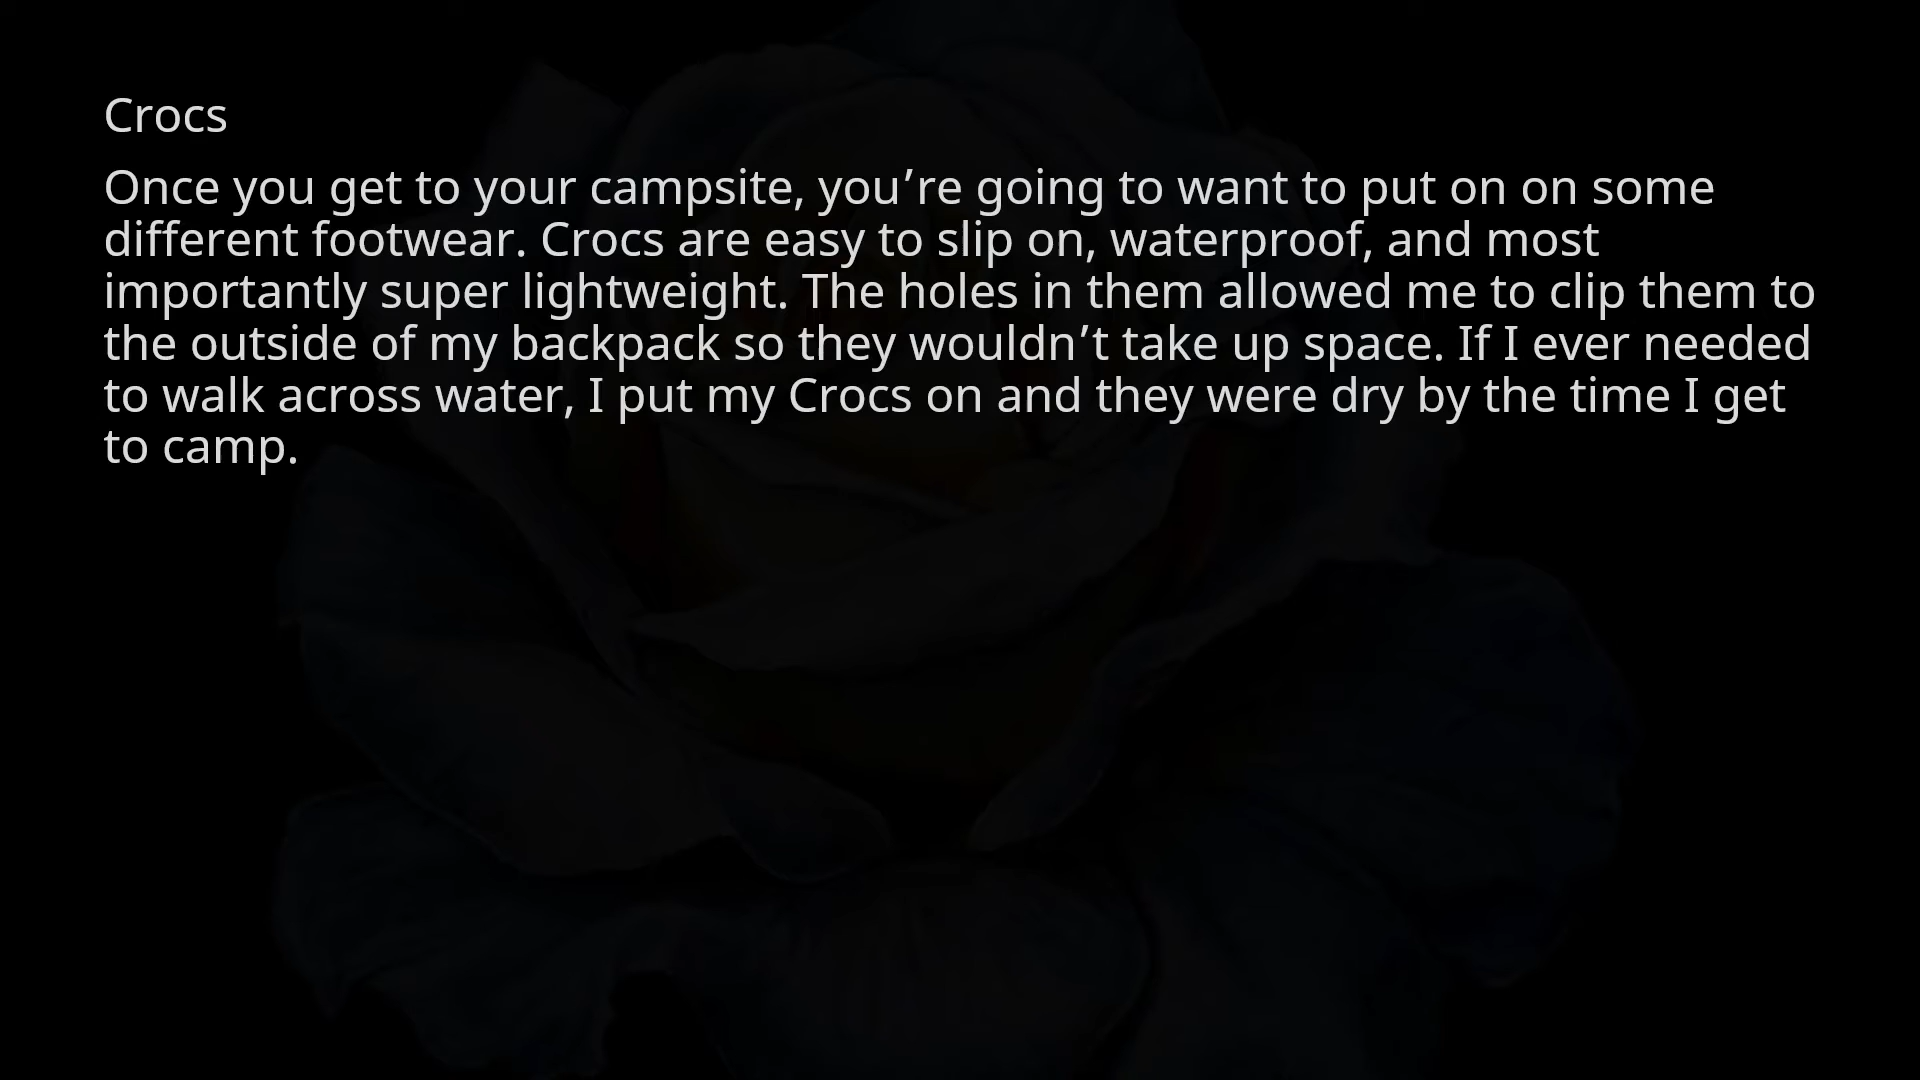 Crocs
Once you get to your campsite, you’re going to want to put on on some
different footwear. Crocs are easy to slip on, waterproof, and most
importantly super lightweight. The holes in them allowed me to clip them to
the outside of my backpack so they wouldn’t take up space. If I ever needed
to walk across water, I put my Crocs on and they were dry by the time I get
to camp.